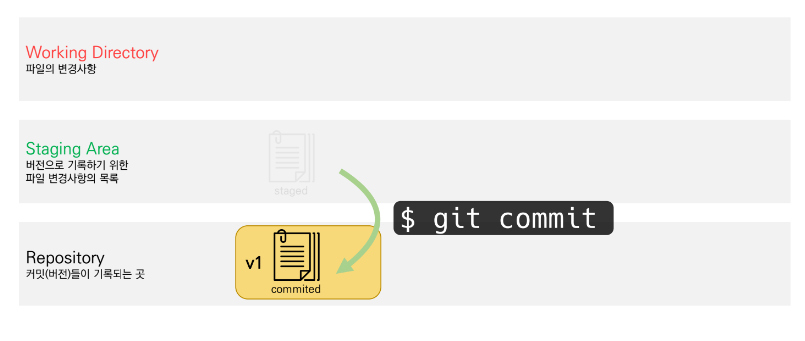 Working Directory
파일의 변경사항
Staging Area
버전으로 기록하기 위한
파일 변경사항의 목록
staged
$ git commit
Repository
커밋(버전)들이 기록되는 곳
v1
commited